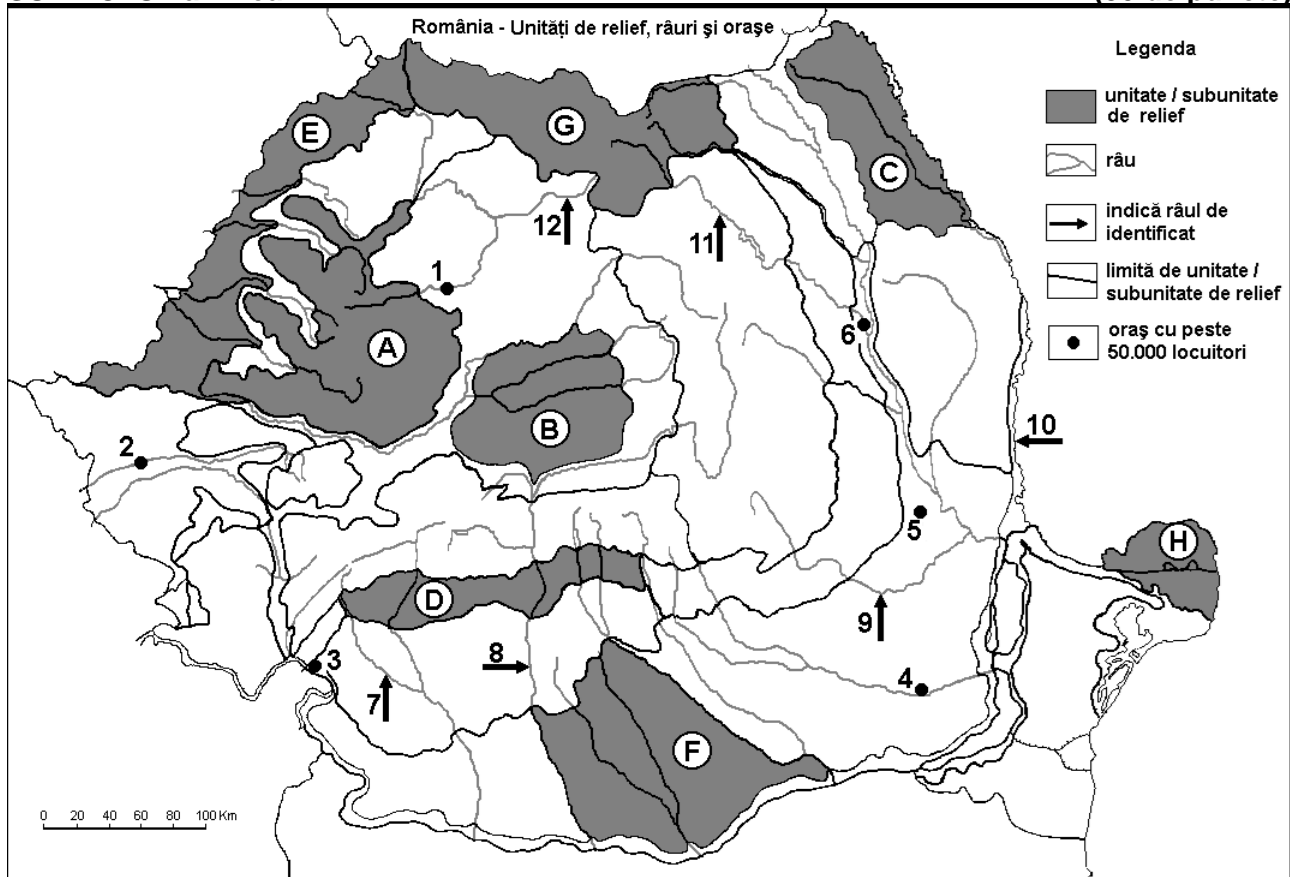 România - Unităţi de relief, râuri şi oraşe
Legenda
unitate / subunitate
de relief
râu
indică râul de
identificat
limită de unitate /
subunitate de relief
oraş cu peste
50.000 locuitori
E
G
C
12
11
1
6
A
B
2
10
5
H
D
9
3
8
7
4
F
0 20 40 60 80 100 Km